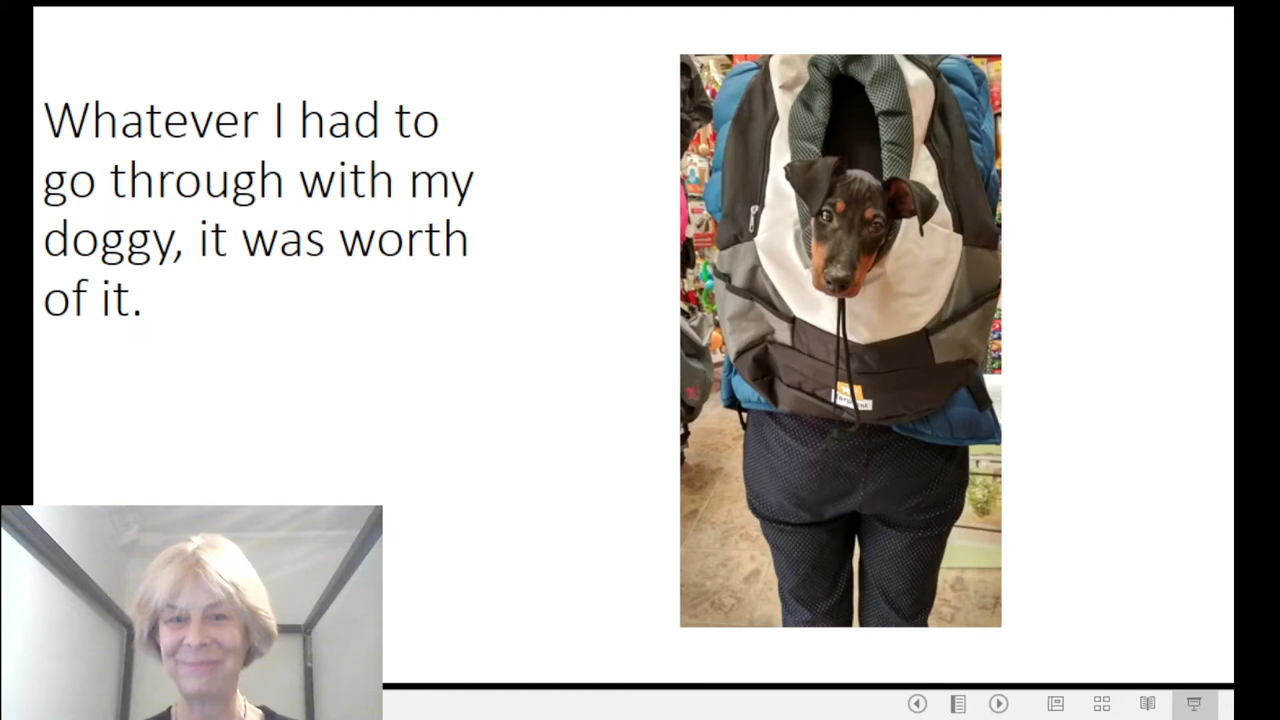 Whatever I had to
go through with my
doggy, it was worth
of it.